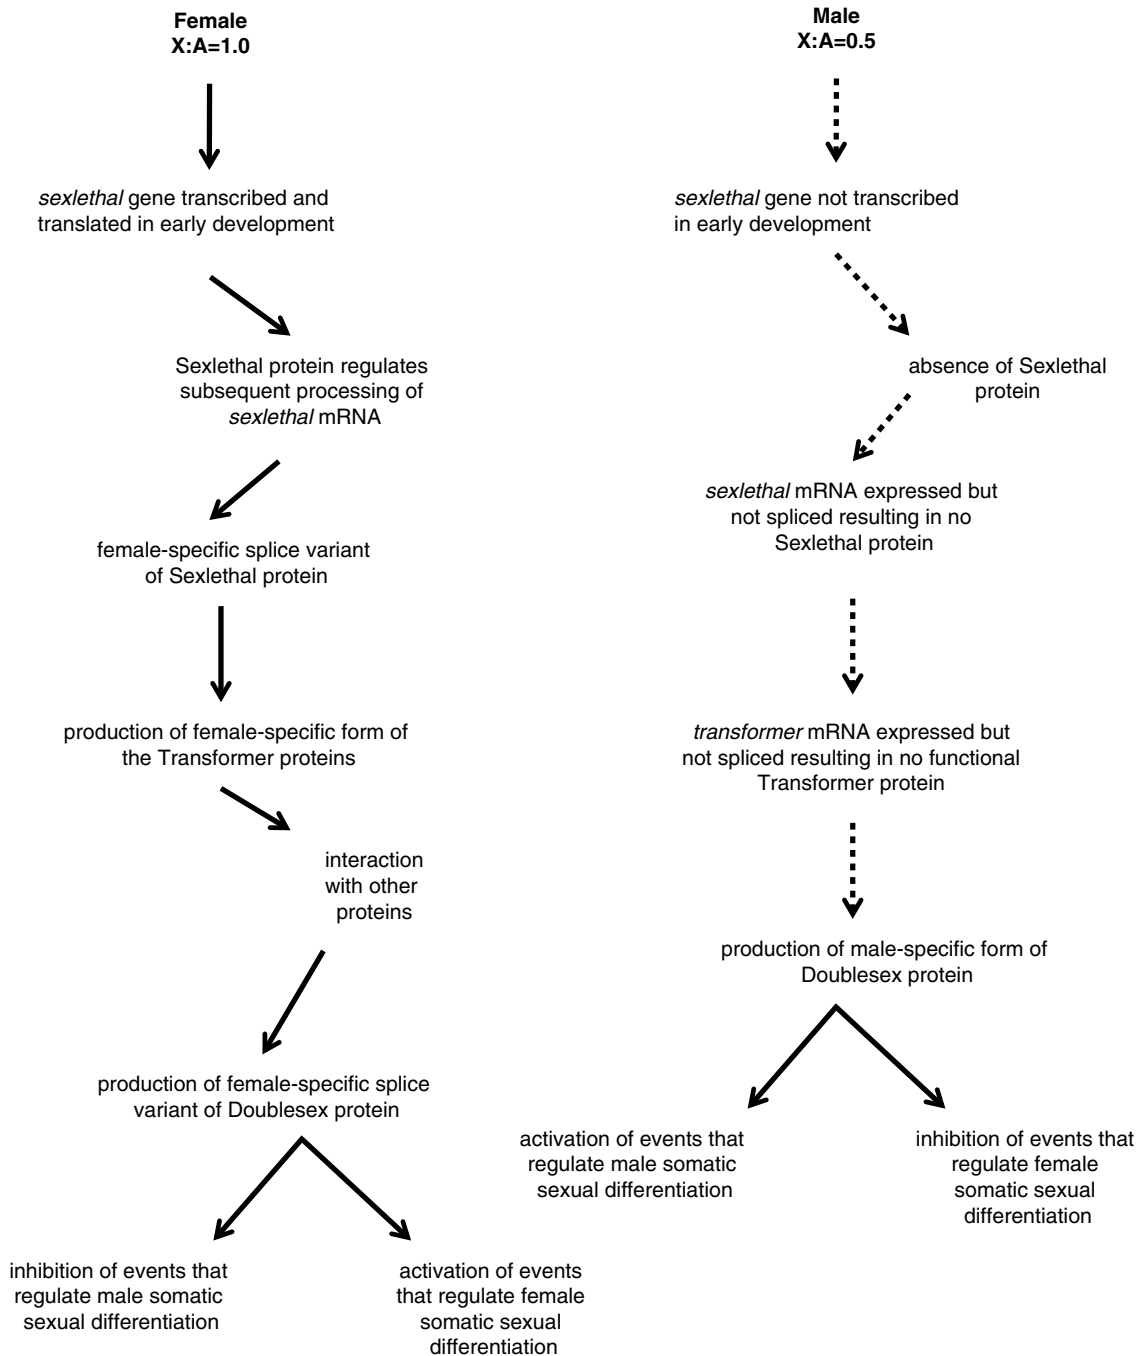 Female
X:A=1.0
sexlethal gene transcribed and
translated in early development
Sexlethal protein regulates
subsequent processing of
sexlethal mRNA
female-specific splice variant
of Sexlethal protein
production of female-specific form of
the Transformer proteins
interaction
with other
proteins
production of female-specific splice
variant of Doublesex protein
inhibition of events that
regulate male somatic
sexual differentiation
activation of events
that regulate female
somatic sexual
differentiation
Male
X:A=0.5
sexlethal gene not transcribed
in early development
absence of Sexlethal
protein
sexlethal mRNA expressed but
not spliced resulting in no
Sexlethal protein
transformer mRNA expressed but
not spliced resulting in no functional
Transformer protein
production of male-specific form of
Doublesex protein
activation of events that
regulate male somatic
sexual differentiation
inhibition of events that
regulate female
somatic sexual
differentiation